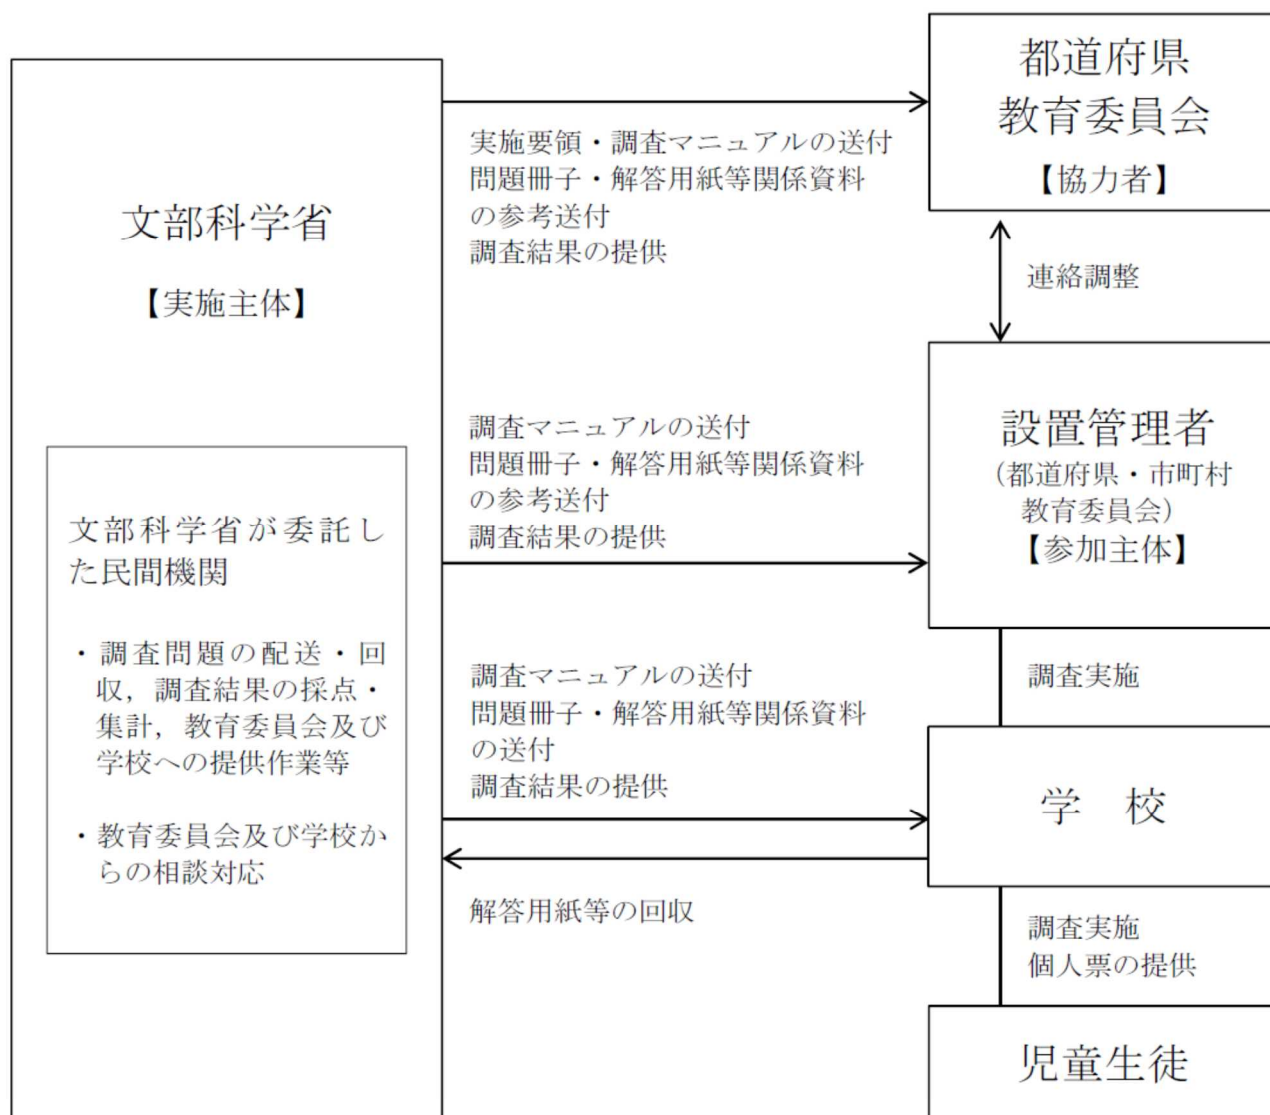 文部科学省
【実施主体】
文部科学省が委託し
た民間機関
・調査問題の配送・回
収，調査結果の採点・
集計，教育委員会及び
学校への提供作業等
・教育委員会及び学校か
らの相談対応
実施要領・調査マニュアルの送付
問題冊子・解答用紙等関係資料
の参考送付
調査結果の提供
都道府県
教育委員会
【協力者】
連絡調整
調査マニュアルの送付
問題冊子・解答用紙等関係資料
の参考送付
調査結果の提供
設置管理者
（都道府県・市町村
教育委員会）
【参加主体】
調査実施
調査マニュアルの送付
問題冊子・解答用紙等関係資料
の送付
調査結果の提供
学　校
解答用紙等の回収
調査実施
個人票の提供
児童生徒